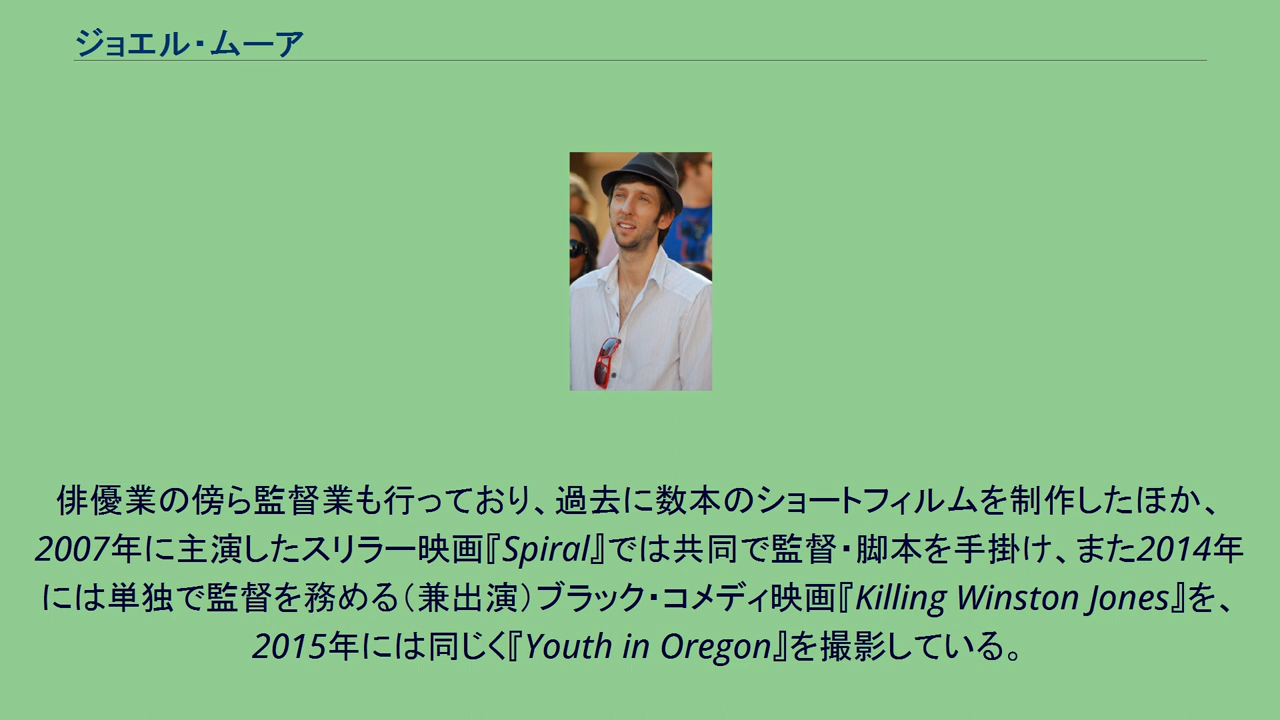 ジョエル・ムーア
俳優業の傍ら監督業も行っており、過去に数本のショートフィルムを制作したほか、
2007年に主演したスリラー映画『Spiral』では共同で監督・脚本を手掛け、また2014年
には単独で監督を務める（兼出演）ブラック・コメディ映画『Killing Winston Jones』を、
2015年には同じく『Youth in Oregon』を撮影している。